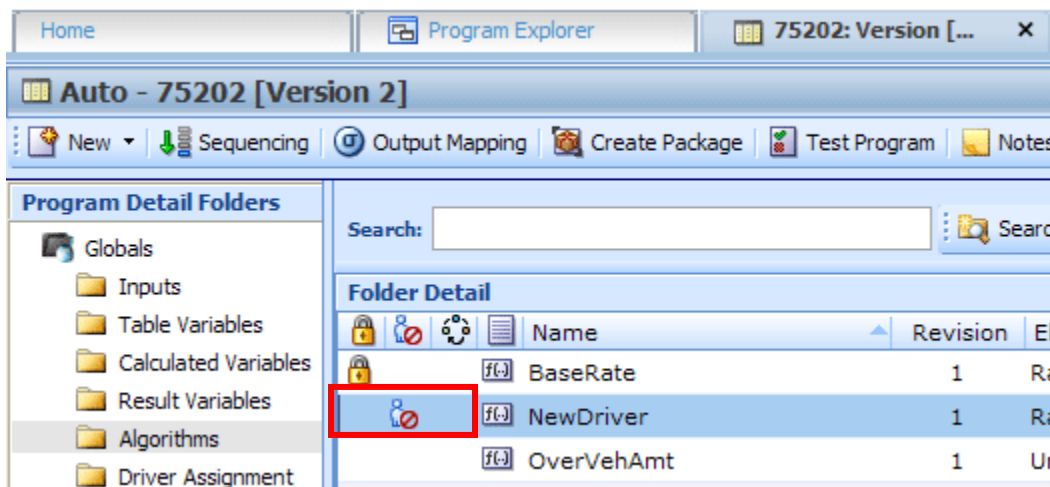 Home Program Explorer 75202: Version [...
Auto - 75202 [Version 2]
New Sequencing Output Mapping Create Package Test Program Notes
Program Detail Folders
Globals
Inputs
Table Variables
Calculated Variables
Result Variables
Algorithms
Driver Assignment
Search:
Folder Detail
Name Revision
f(..) BaseRate 1
f(..) NewDriver 1
f(..) OverVehAmt 1